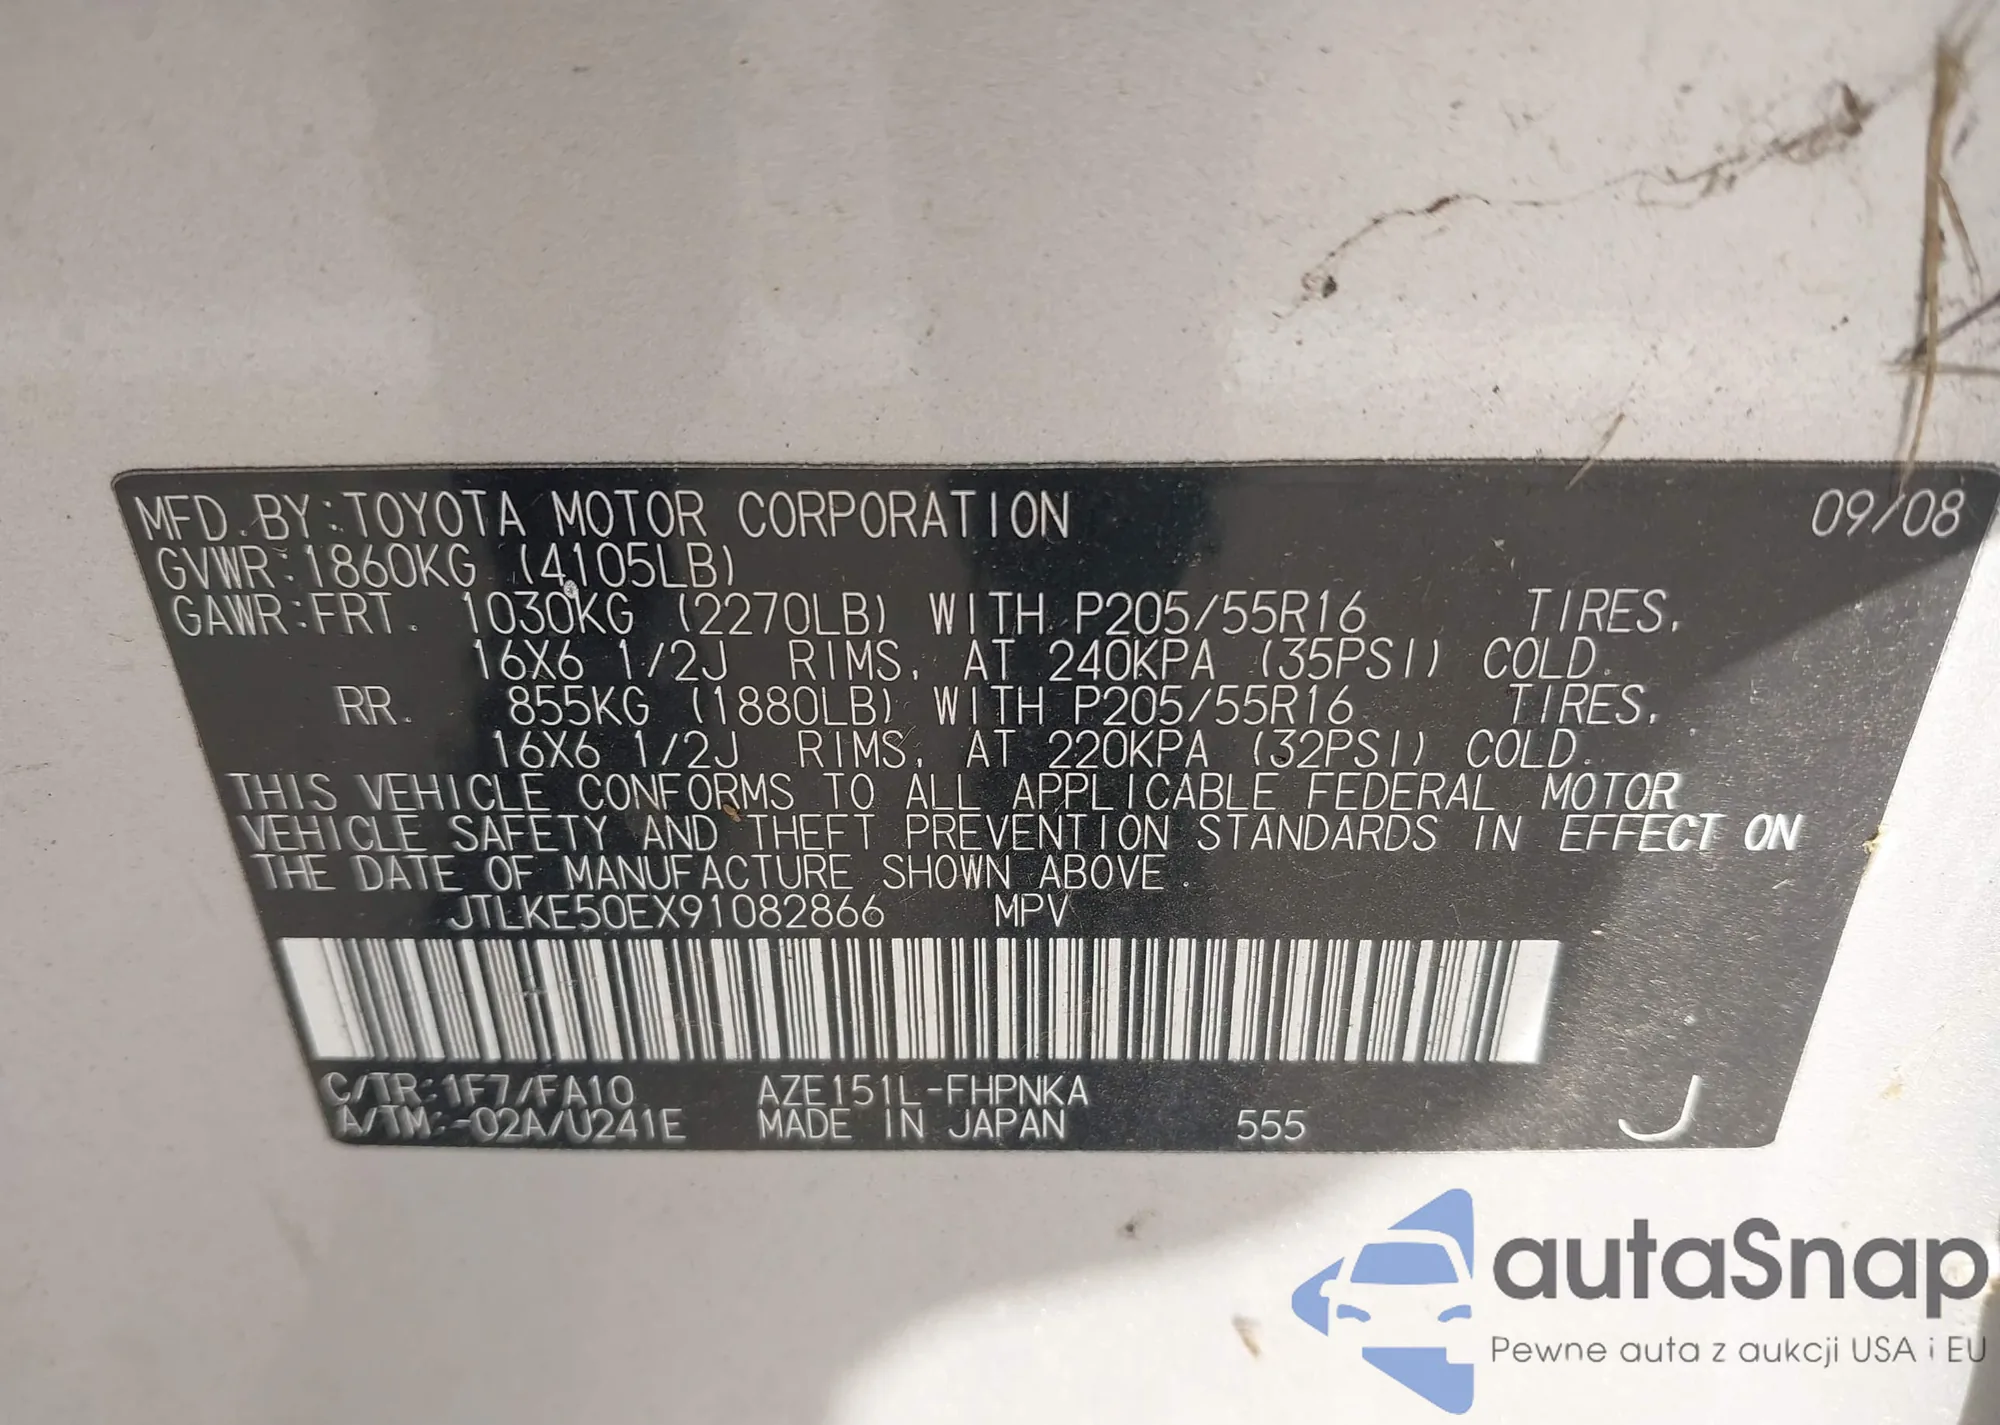 MFD. BY:TOYOTA MOTOR CORPORATION 09/08
GVWR:1860KG (4105LB)
GAWR:FRT. 1030KG (2270LB) WITH P205/55R16 TIRES,
16X6 1/2J RIMS, AT 240KPA (35PSI) COLD.
RR. 855KG (1880LB) WITH P205/55R16 TIRES,
16X6 1/2J RIMS, AT 220KPA (32PSI) COLD.
THIS VEHICLE CONFORMS TO ALL APPLICABLE FEDERAL MOTOR
VEHICLE SAFETY AND THEFT PREVENTION STANDARDS IN EFFECT ON
THE DATE OF MANUFACTURE SHOWN ABOVE.
JTLKE50EX91082866 MPV
C/TR:1F7/FA10 AZE151L-FHPNKA
A/TM:-02A/U241E MADE IN JAPAN 555 J
autaSnap
Pewne auta z aukcji USA i EU